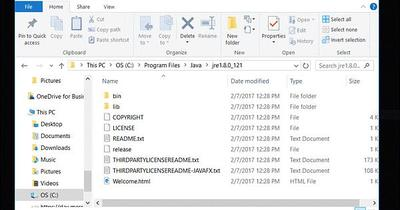 Pin to Quick access
Copy
Paste
Cut
Copy path
Paste shortcut
Move to
Copy to
Delete
Rename
New folder
Properties
Open
Edit
History
Select all
Select none
Invert selection
Clipboard
Organize
New
Open
Select
This PC > OS (C:) > Program Files > Java > jre1.8.0_121
Search jre1.8.0...
Name
Date modified
Type
Size
Pictures
OneDrive for Busi
This PC
Desktop
Documents
Downloads
Music
Pictures
Videos
OS (C:)
bin 2/7/2017 12:28 PM File folder
lib 2/7/2017 12:28 PM File folder
COPYRIGHT 2/7/2017 12:28 PM File 4 K
LICENSE 2/7/2017 12:28 PM File 1 K
README.txt 2/7/2017 12:28 PM Text Document 1 K
release 2/7/2017 12:28 PM File 1 K
THIRDPARTYLICENSEREADME.txt 2/7/2017 12:28 PM Text Document 173 K
THIRDPARTYLICENSEREADME-JAVAFX.txt 2/7/2017 12:28 PM Text Document 108 K
Welcome.html 2/7/2017 12:28 PM HTML File 1 K